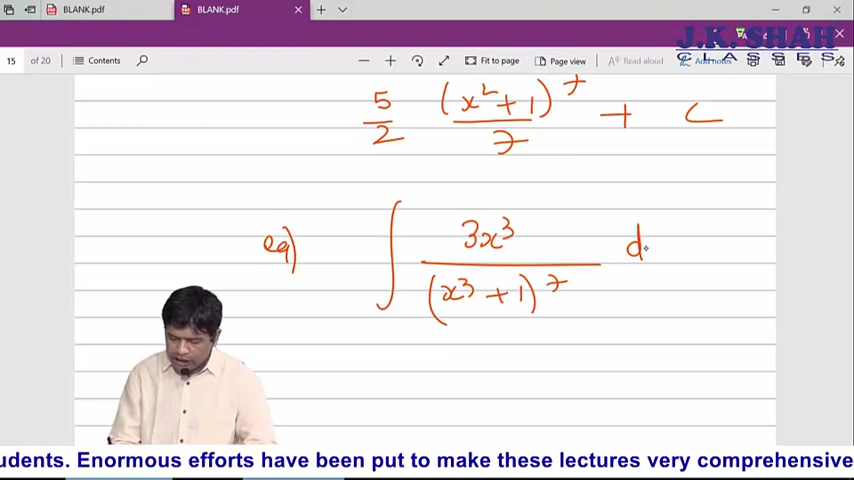 BLANK.pdf BLANK.pdf
J.K. SHAH
CLASSES
15 of 20 Contents Fit to page Page view Read aloud Add notes
5/2 (x²+1)⁷/7 + C
eg) ∫ 3x³/(x³+1)⁷ d
udents. Enormous efforts have been put to make these lectures very comprehensive